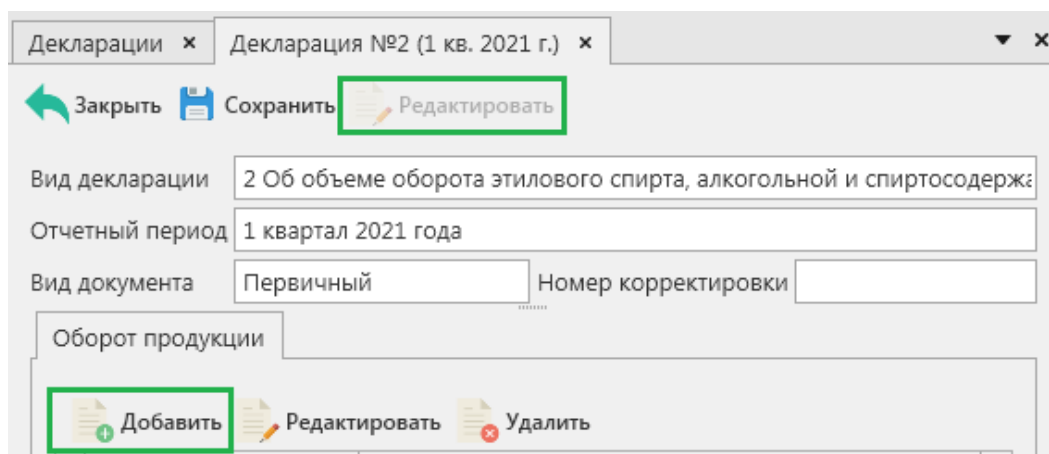 Декларации × Декларация №2 (1 кв. 2021 г.) ×
Закрыть Сохранить Редактировать
Вид декларации 2 Об объеме оборота этилового спирта, алкогольной и спиртосодержа
Отчетный период 1 квартал 2021 года
Вид документа Первичный Номер корректировки
Оборот продукции
Добавить Редактировать Удалить